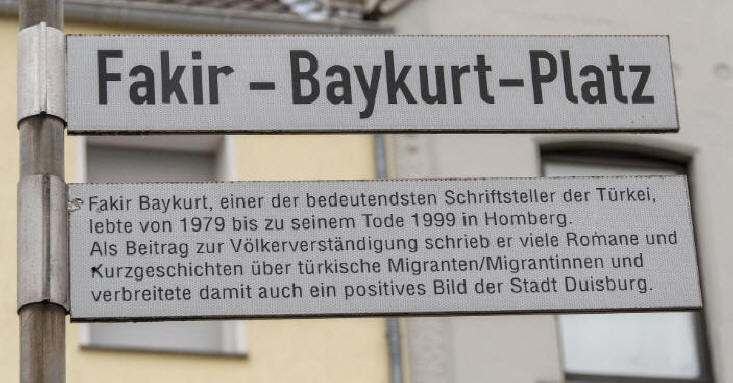 Fakir - Baykurt-Platz
Fakir Baykurt, einer der bedeutendsten Schriftsteller der Türkei,
lebte von 1979 bis zu seinem Tode 1999 in Homberg.
Als Beitrag zur Völkerverständigung schrieb er viele Romane und
Kurzgeschichten über türkische Migranten/Migrantinnen und
verbreitete damit auch ein positives Bild der Stadt Duisburg.